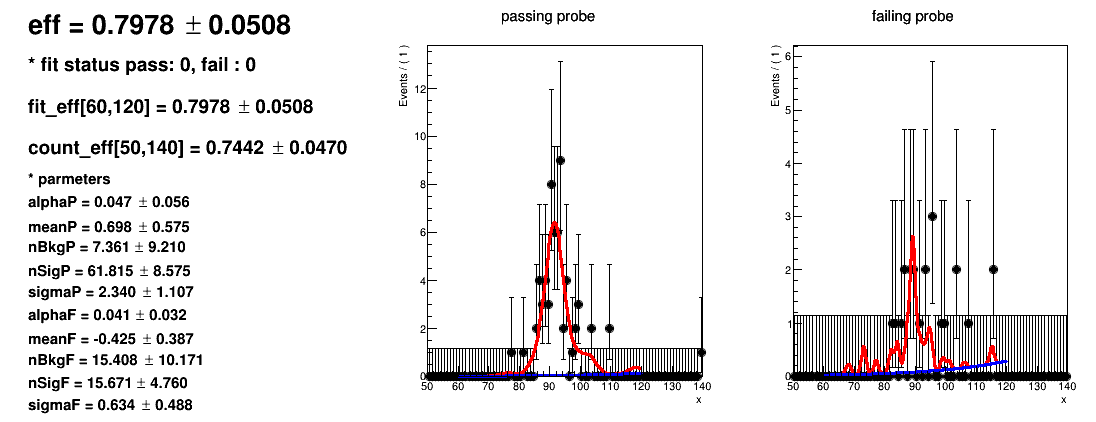 eff = 0.7978 ± 0.0508
* fit status pass: 0, fail : 0
fit_eff[60,120] = 0.7978 ± 0.0508
count_eff[50,140] = 0.7442 ± 0.0470
* parmeters
alphaP = 0.047 ± 0.056
meanP = 0.698 ± 0.575
nBkgP = 7.361 ± 9.210
nSigP = 61.815 ± 8.575
sigmaP = 2.340 ± 1.107
alphaF = 0.041 ± 0.032
meanF = -0.425 ± 0.387
nBkgF = 15.408 ± 10.171
nSigF = 15.671 ± 4.760
sigmaF = 0.634 ± 0.488
passing probe
Events / ( 1 )
12
10
8
6
4
2
0
50 60 70 80 90 100 110 120 130 140
x
failing probe
Events / ( 1 )
6
5
4
3
2
1
0
50 60 70 80 90 100 110 120 130 140
x